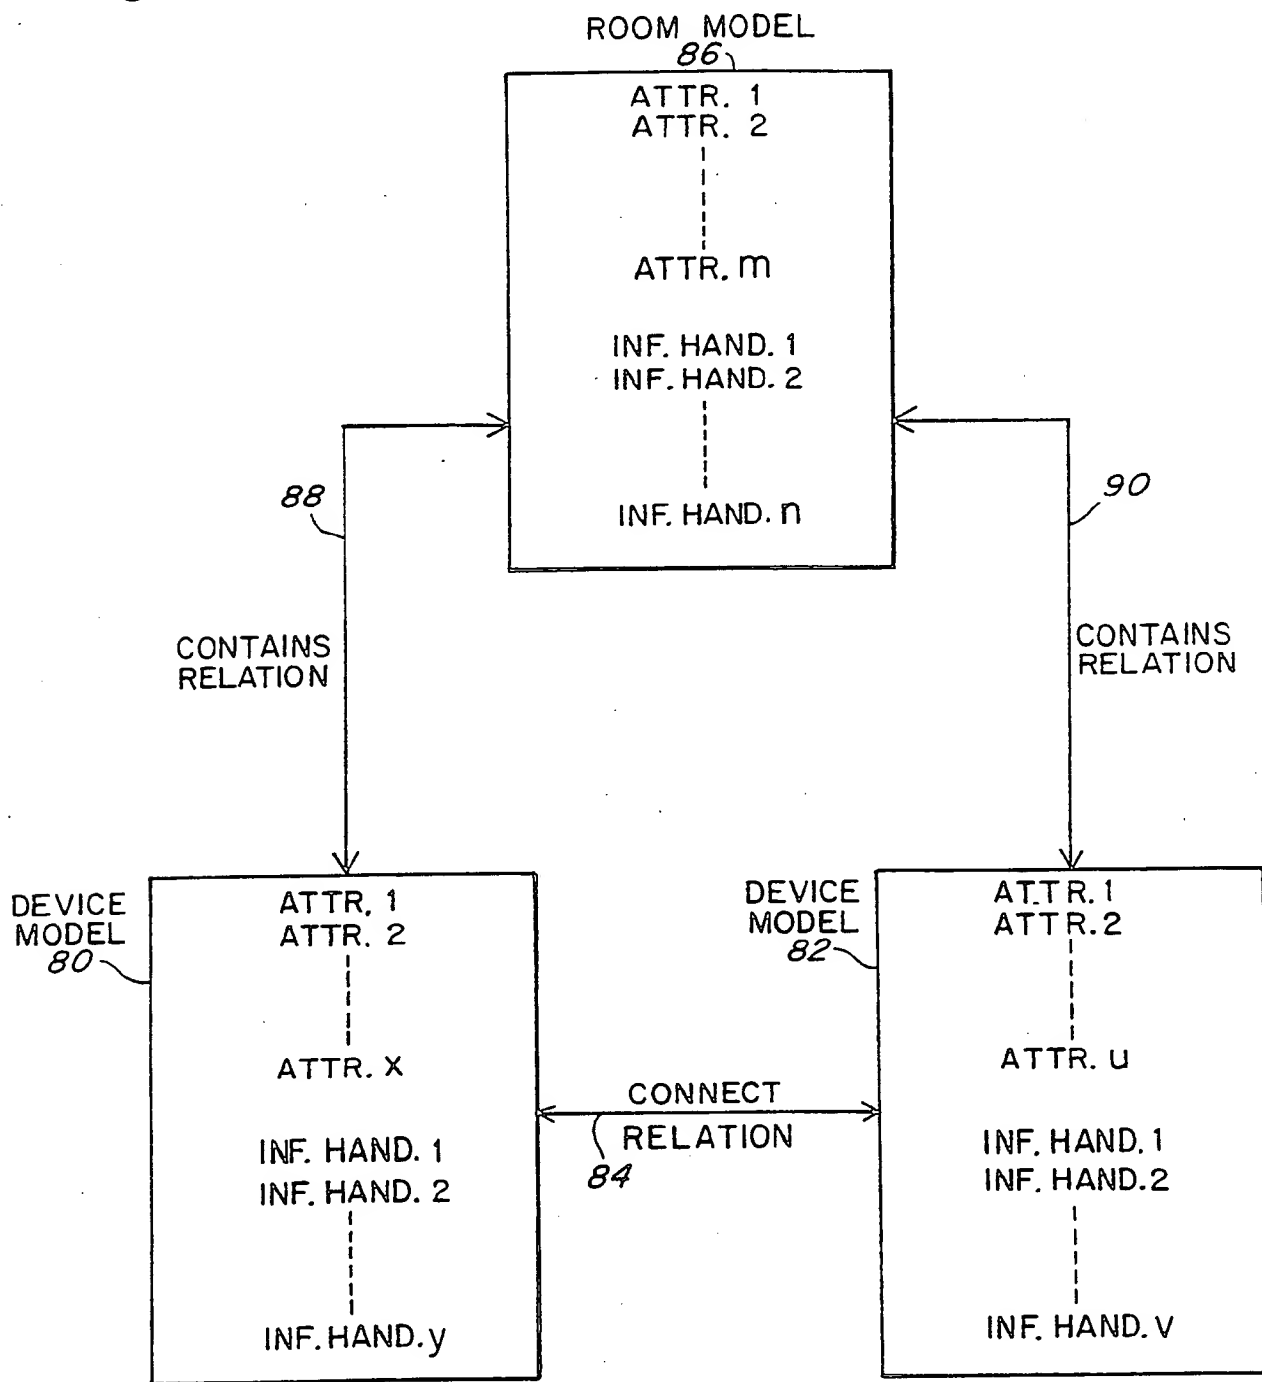 ROOM MODEL
86
ATTR. 1
ATTR. 2
ATTR. m
INF. HAND. 1
INF. HAND. 2
INF. HAND. n
88
90
CONTAINS
RELATION
CONTAINS
RELATION
DEVICE
MODEL
80
ATTR. 1
ATTR. 2
ATTR. x
INF. HAND. 1
INF. HAND. 2
INF. HAND. y
CONNECT
RELATION
84
DEVICE
MODEL
82
ATTR. 1
ATTR. 2
ATTR. u
INF. HAND. 1
INF. HAND. 2
INF. HAND. v